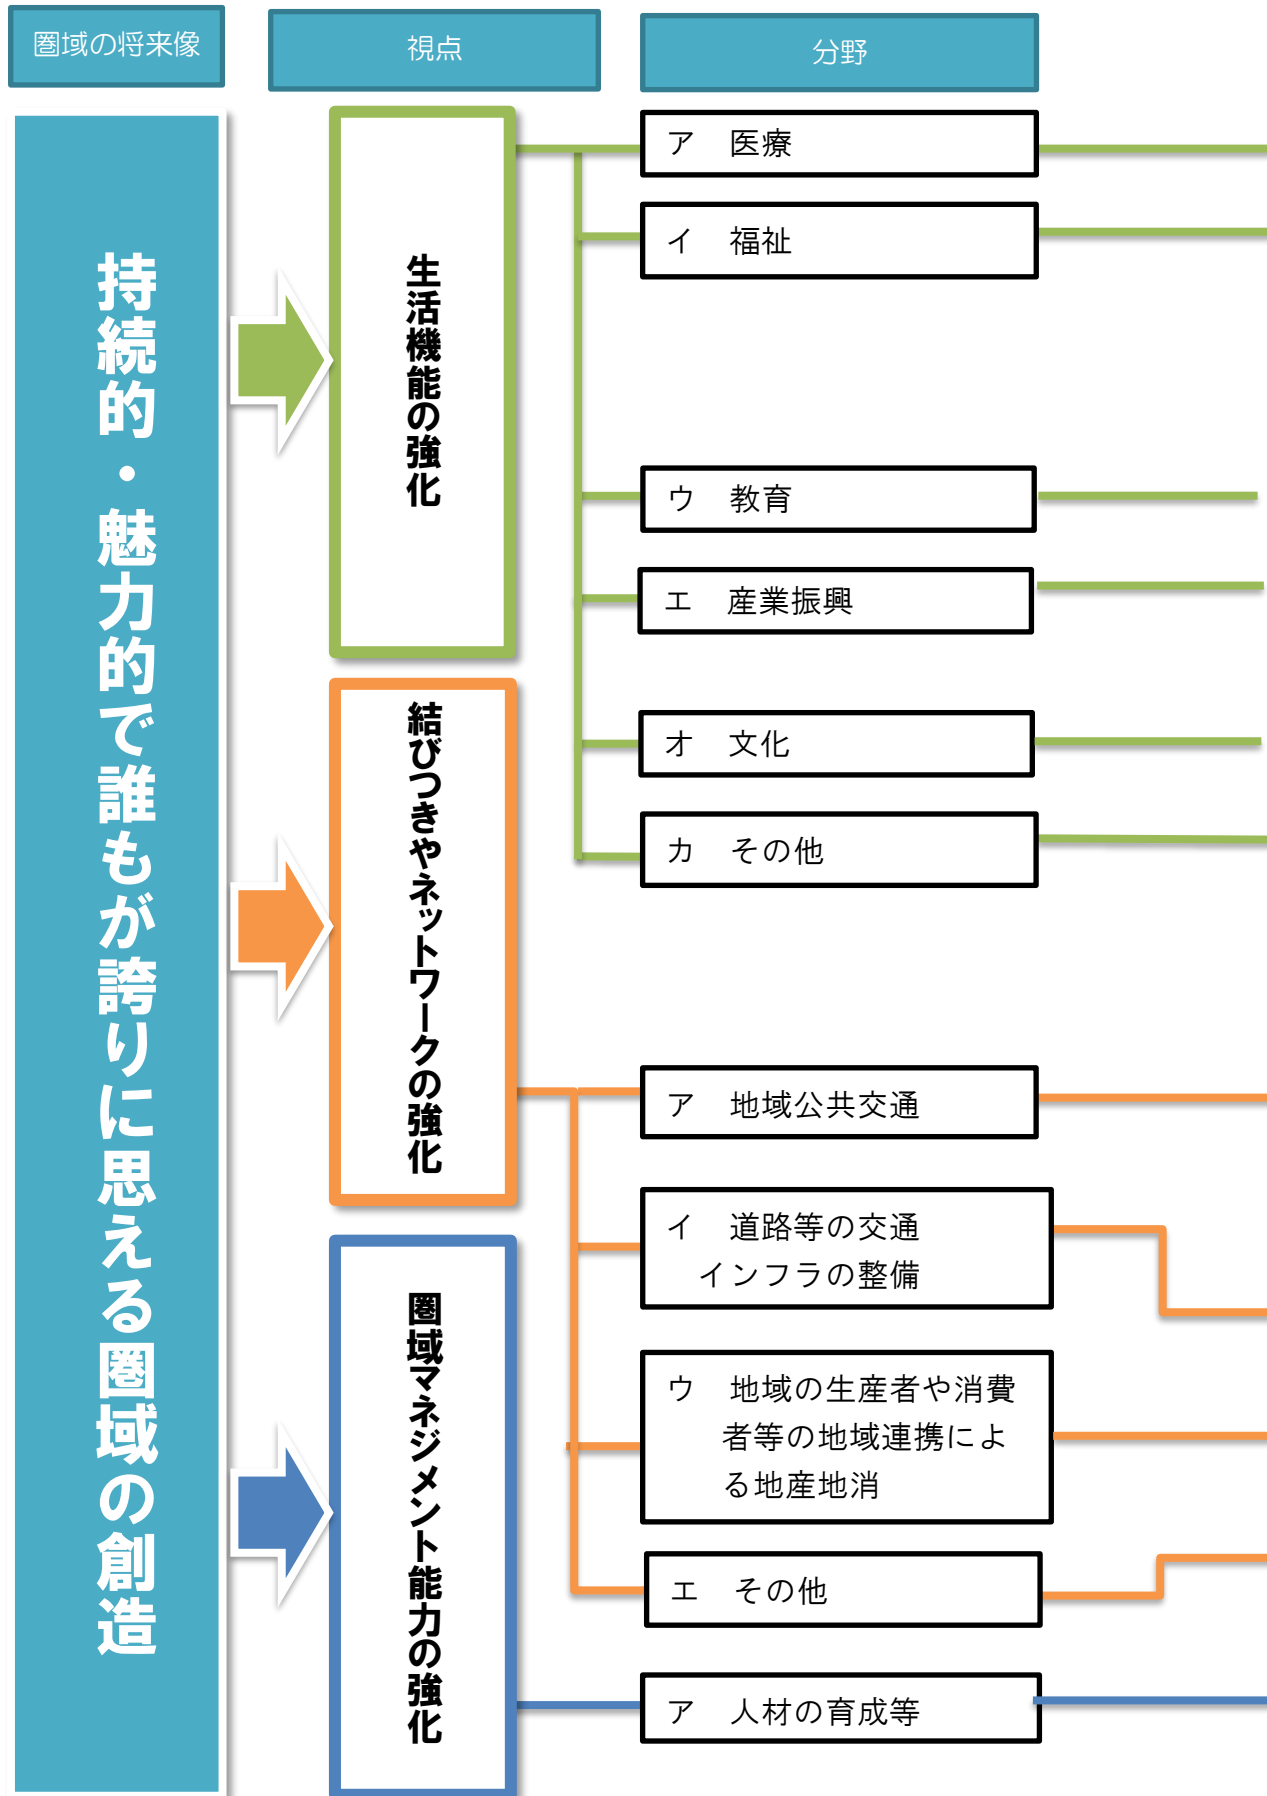 圏域の将来像
視点
分野
持続的・魅力的で誰もが誇りに思える圏域の創造
生活機能の強化
ア 医療
イ 福祉
ウ 教育
エ 産業振興
オ 文化
カ その他
結びつきやネットワークの強化
ア 地域公共交通
イ 道路等の交通
インフラの整備
ウ 地域の生産者や消費
者等の地域連携によ
る地産地消
エ その他
圏域マネジメント能力の強化
ア 人材の育成等